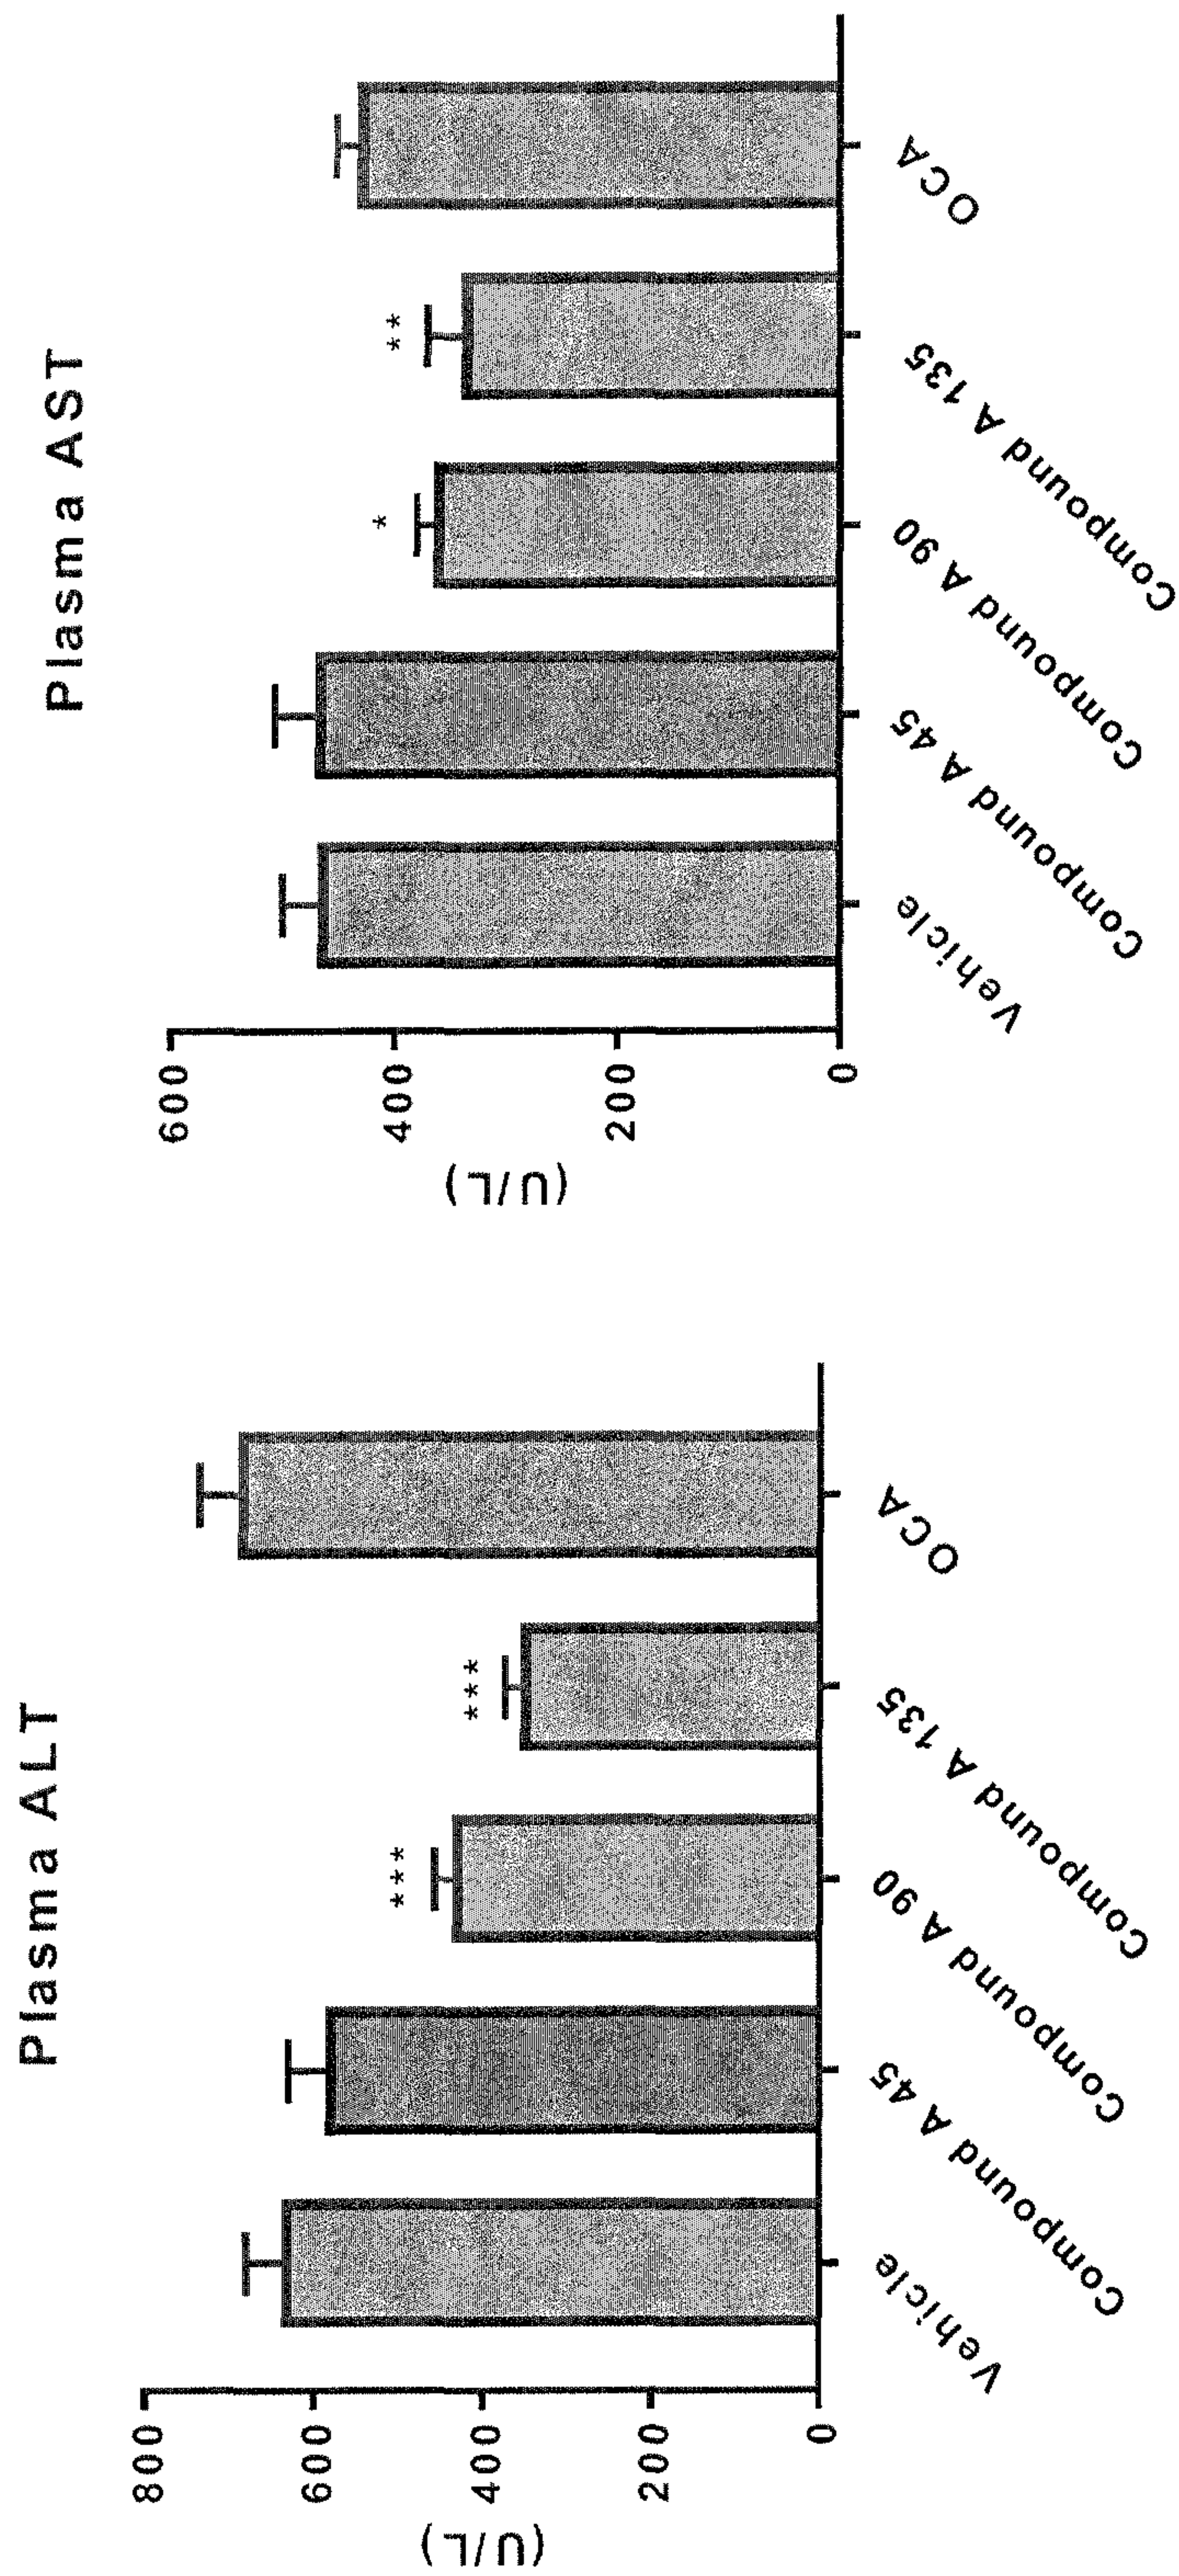 Plasma ALT
(U/L)
800
600
400
200
0
***
***
Vehicle
Compound A 45
Compound A 90
Compound A 135
OCA
Plasma AST
(U/L)
600
400
200
0
*
**
Vehicle
Compound A 45
Compound A 90
Compound A 135
OCA